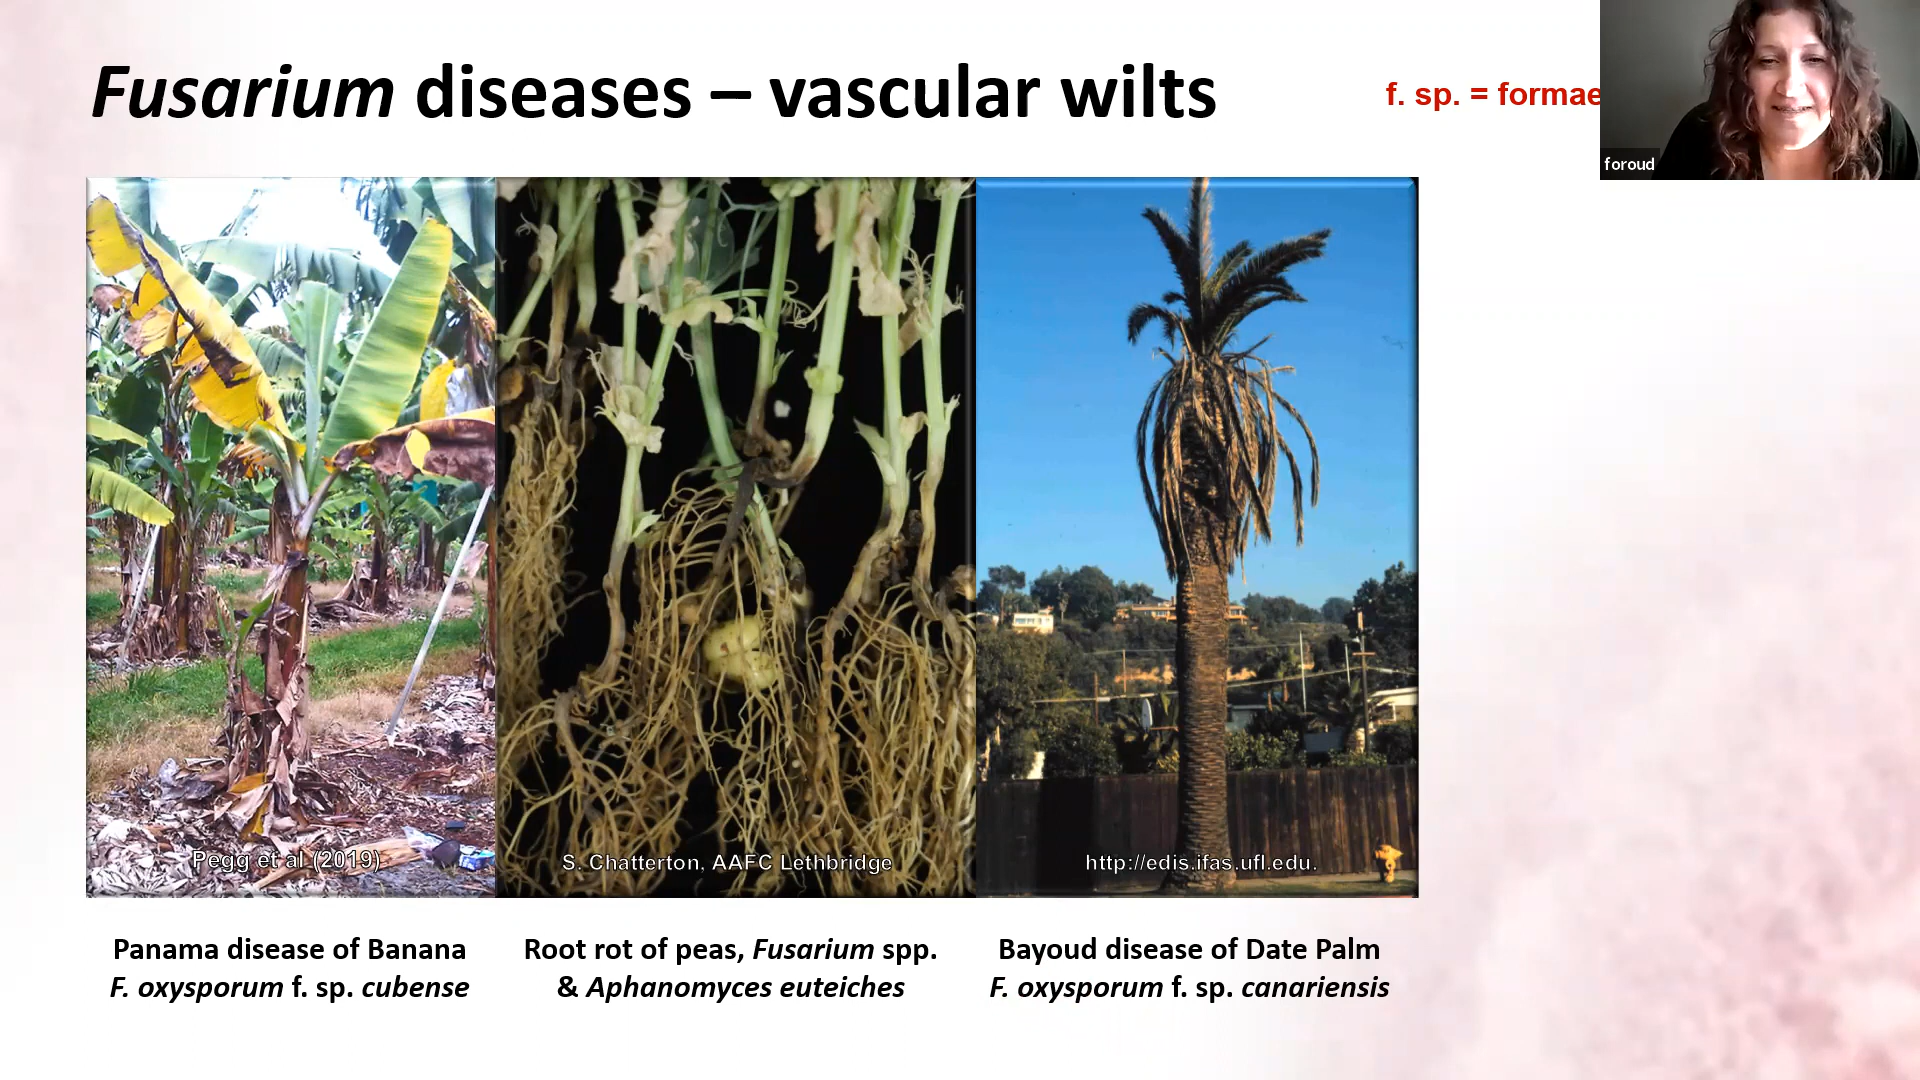 Fusarium diseases – vascular wilts
f. sp. = formae
foroud
Pegg et al (2019)
S. Chatterton, AAFC Lethbridge
http://edis.ifas.ufl.edu.
Panama disease of Banana
F. oxysporum f. sp. cubense
Root rot of peas, Fusarium spp.
& Aphanomyces euteiches
Bayoud disease of Date Palm
F. oxysporum f. sp. canariensis